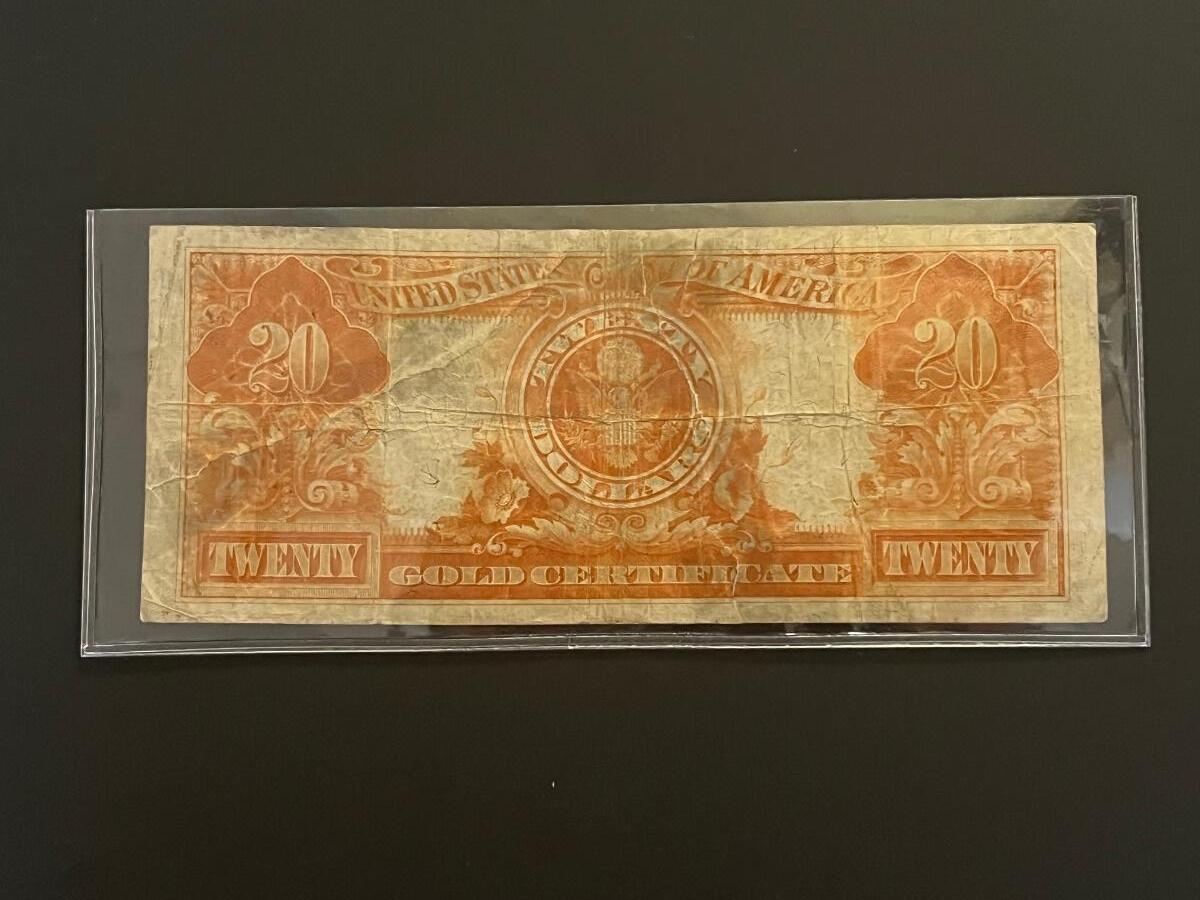 UNITED STATES OF AMERICA
20
20
TWENTY
DOLLARS
TWENTY
GOLD CERTIFICATE
TWENTY